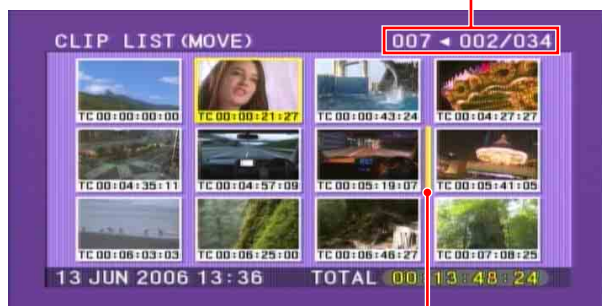 CLIP LIST(MOVE) 007 ◄ 002/034
TC 00:00:00:00 TC 00:00:21:27 TC 00:00:43:24 TC 00:04:27:27
TC 00:04:35:11 TC 00:04:57:09 TC 00:05:19:07 TC 00:05:41:05
TC 00:06:03:03 TC 00:06:25:00 TC 00:06:46:27 TC 00:07:08:25
13 JUN 2006 13:36 TOTAL 00:13:48:24